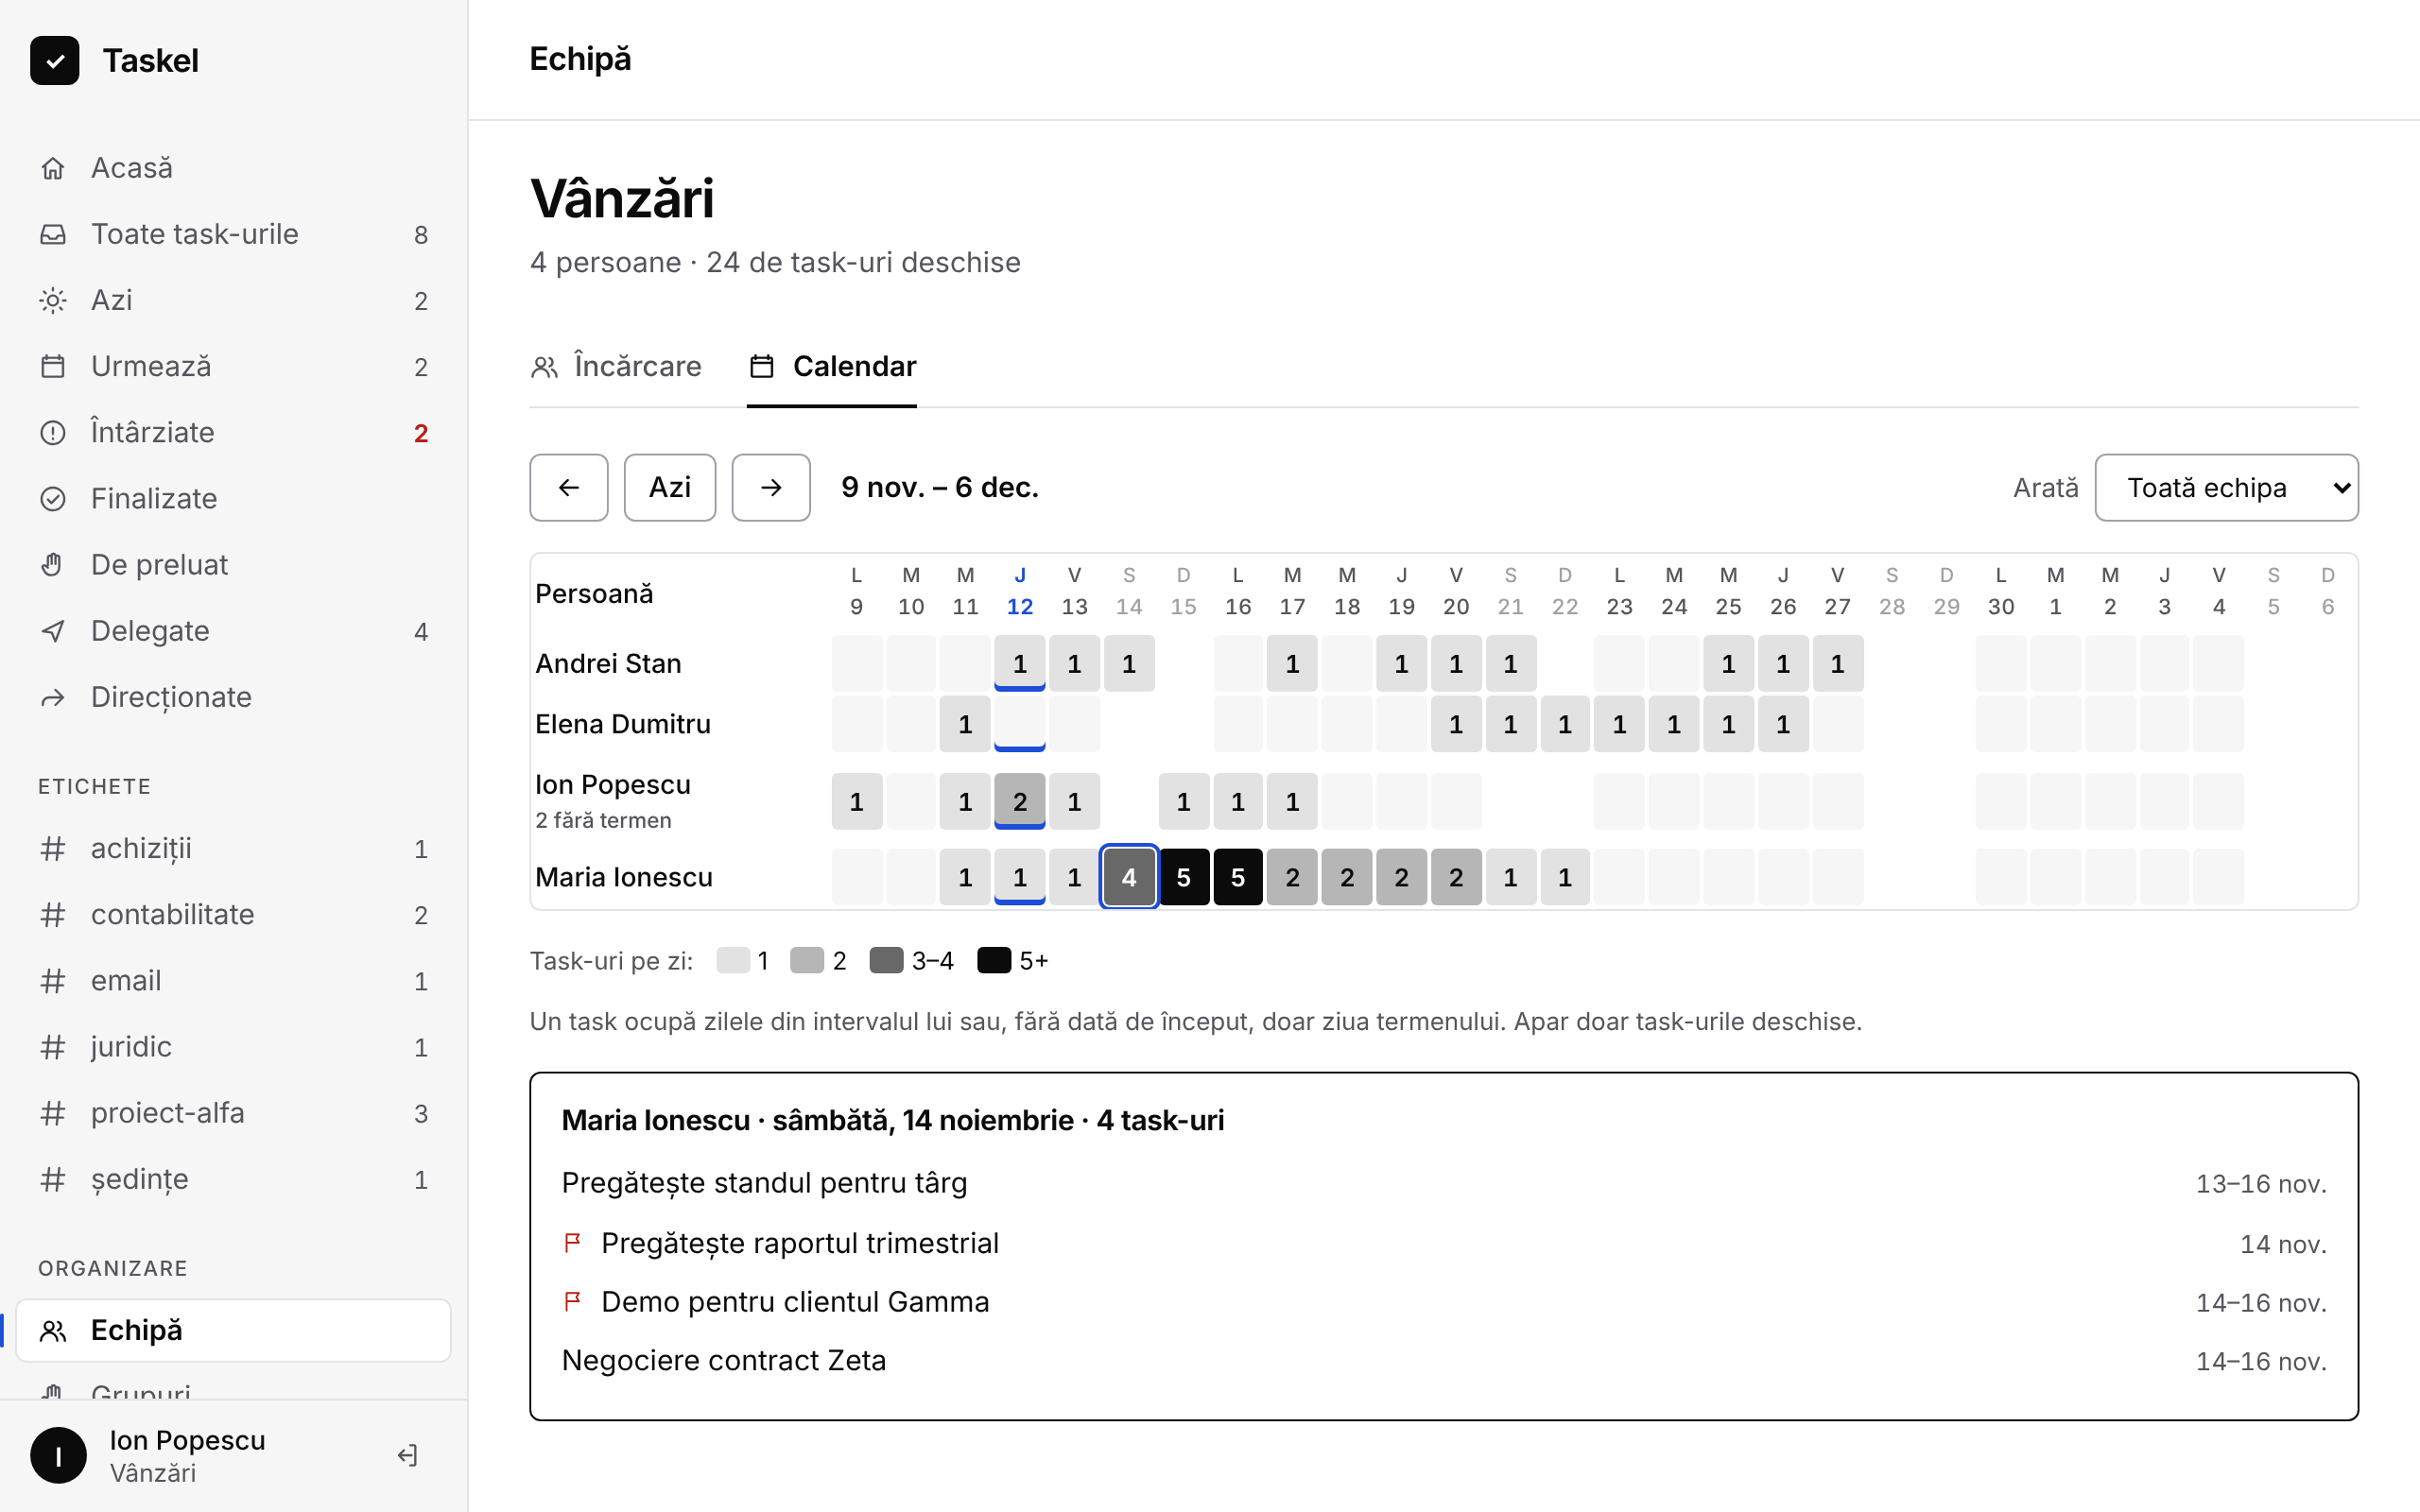 Taskel
Acasă
Toate task-urile 8
Azi 2
Urmează 2
Întârziate 2
Finalizate
De preluat
Delegate 4
Direcționate
ETICHETE
achiziții 1
contabilitate 2
email 1
juridic 1
proiect-alfa 3
ședințe 1
ORGANIZARE
Echipă
Grupuri
I
Ion Popescu
Vânzări
Echipă
Vânzări
4 persoane · 24 de task-uri deschise
Încărcare Calendar
← Azi → 9 nov. – 6 dec. Arată Toată echipa
L M M J V S D L M M J V S D L M M J V S D L M M J V S D
Persoană
9 10 11 12 13 14 15 16 17 18 19 20 21 22 23 24 25 26 27 28 29 30 1 2 3 4 5 6
Andrei Stan 1 1 1 1 1 1 1 1 1 1
Elena Dumitru 1 1 1 1 1 1 1 1
Ion Popescu
2 fără termen
1 1 2 1 1 1 1
Maria Ionescu 1 1 1 4 5 5 2 2 2 2 1 1
Task-uri pe zi: 1 2 3–4 5+
Un task ocupă zilele din intervalul lui sau, fără dată de început, doar ziua termenului. Apar doar task-urile deschise.
Maria Ionescu · sâmbătă, 14 noiembrie · 4 task-uri
Pregătește standul pentru târg 13–16 nov.
Pregătește raportul trimestrial 14 nov.
Demo pentru clientul Gamma 14–16 nov.
Negociere contract Zeta 14–16 nov.